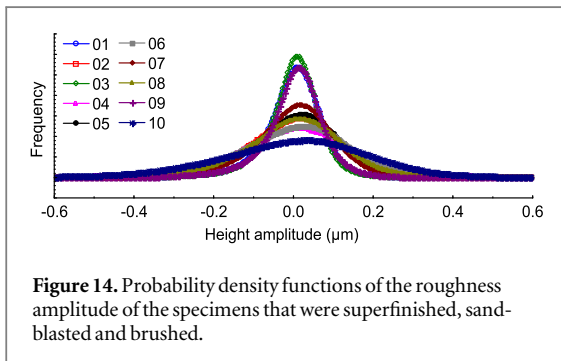 01 06
02 07
03 08
04 09
05 10
Frequency
-0.6 -0.4 -0.2 0.0 0.2 0.4 0.6
Height amplitude (μm)
Figure 14. Probability density functions of the roughness
amplitude of the specimens that were superfinished, sand-
blasted and brushed.